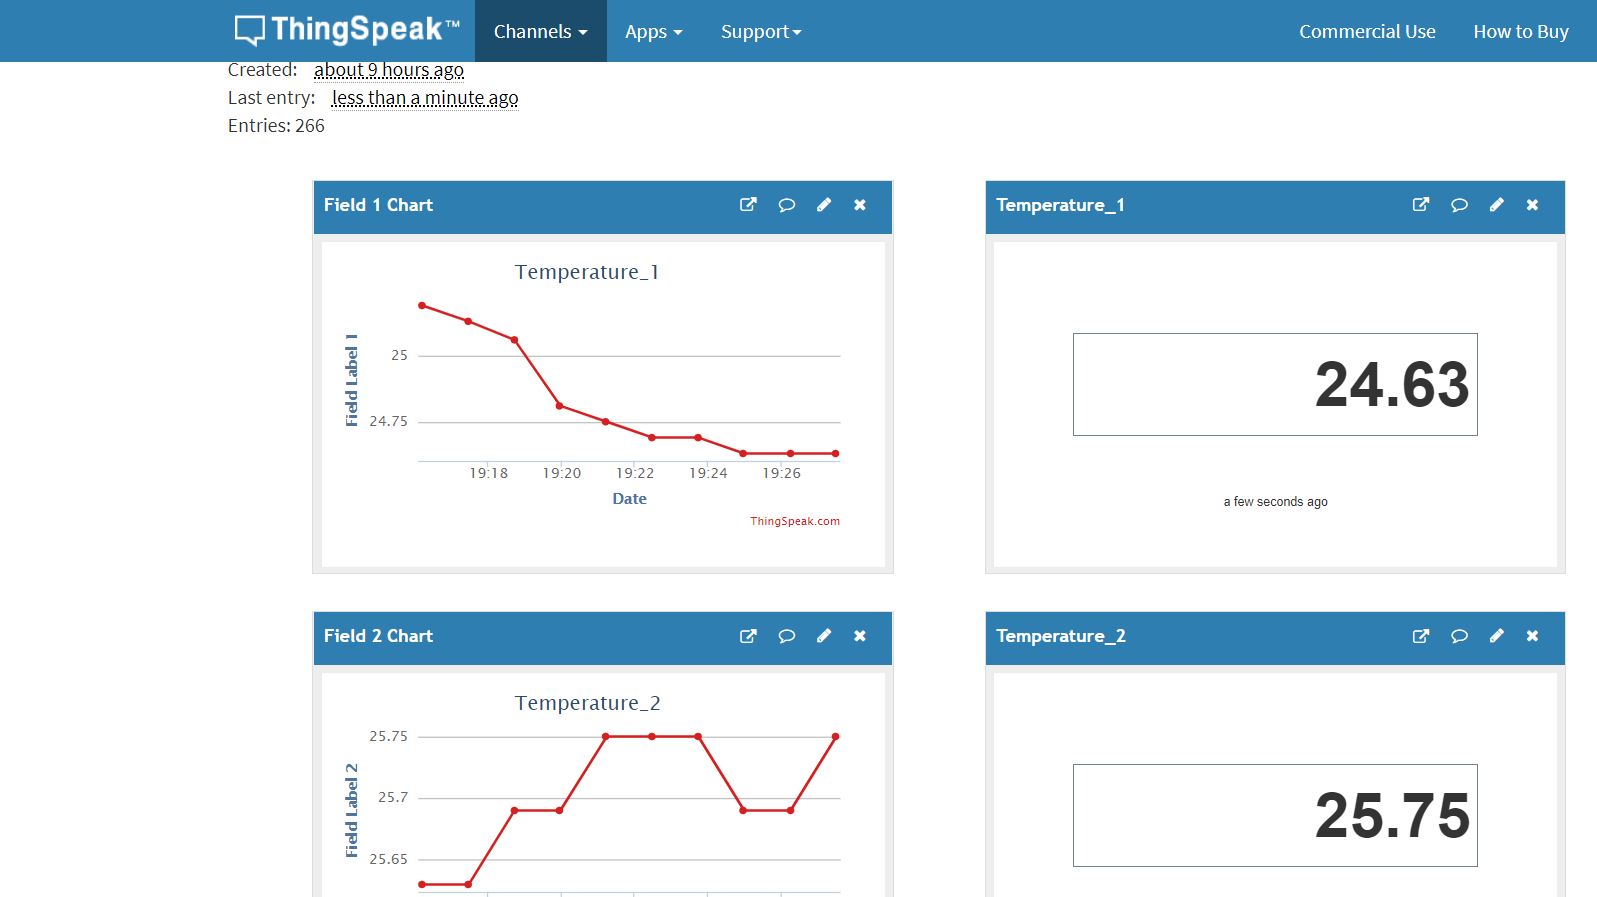 ThingSpeak™ Channels Apps Support Commercial Use How to Buy
Created: about 9 hours ago
Last entry: less than a minute ago
Entries: 266
Field 1 Chart
Temperature_1
Field Label 1
25
24.75
19:18 19:20 19:22 19:24 19:26
Date
ThingSpeak.com
Temperature_1
24.63
a few seconds ago
Field 2 Chart
Temperature_2
Field Label 2
25.75
25.7
25.65
Temperature_2
25.75